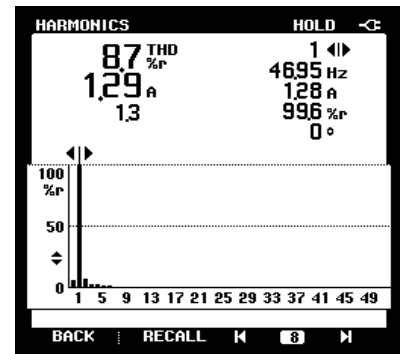 HARMONICS HOLD
8.7 THD %r
1.29 A
1.3
1
46.95 Hz
1.28 A
99.6 %r
0 °
100
%r
50
0
1 5 9 13 17 21 25 29 33 37 41 45 49
BACK RECALL 8